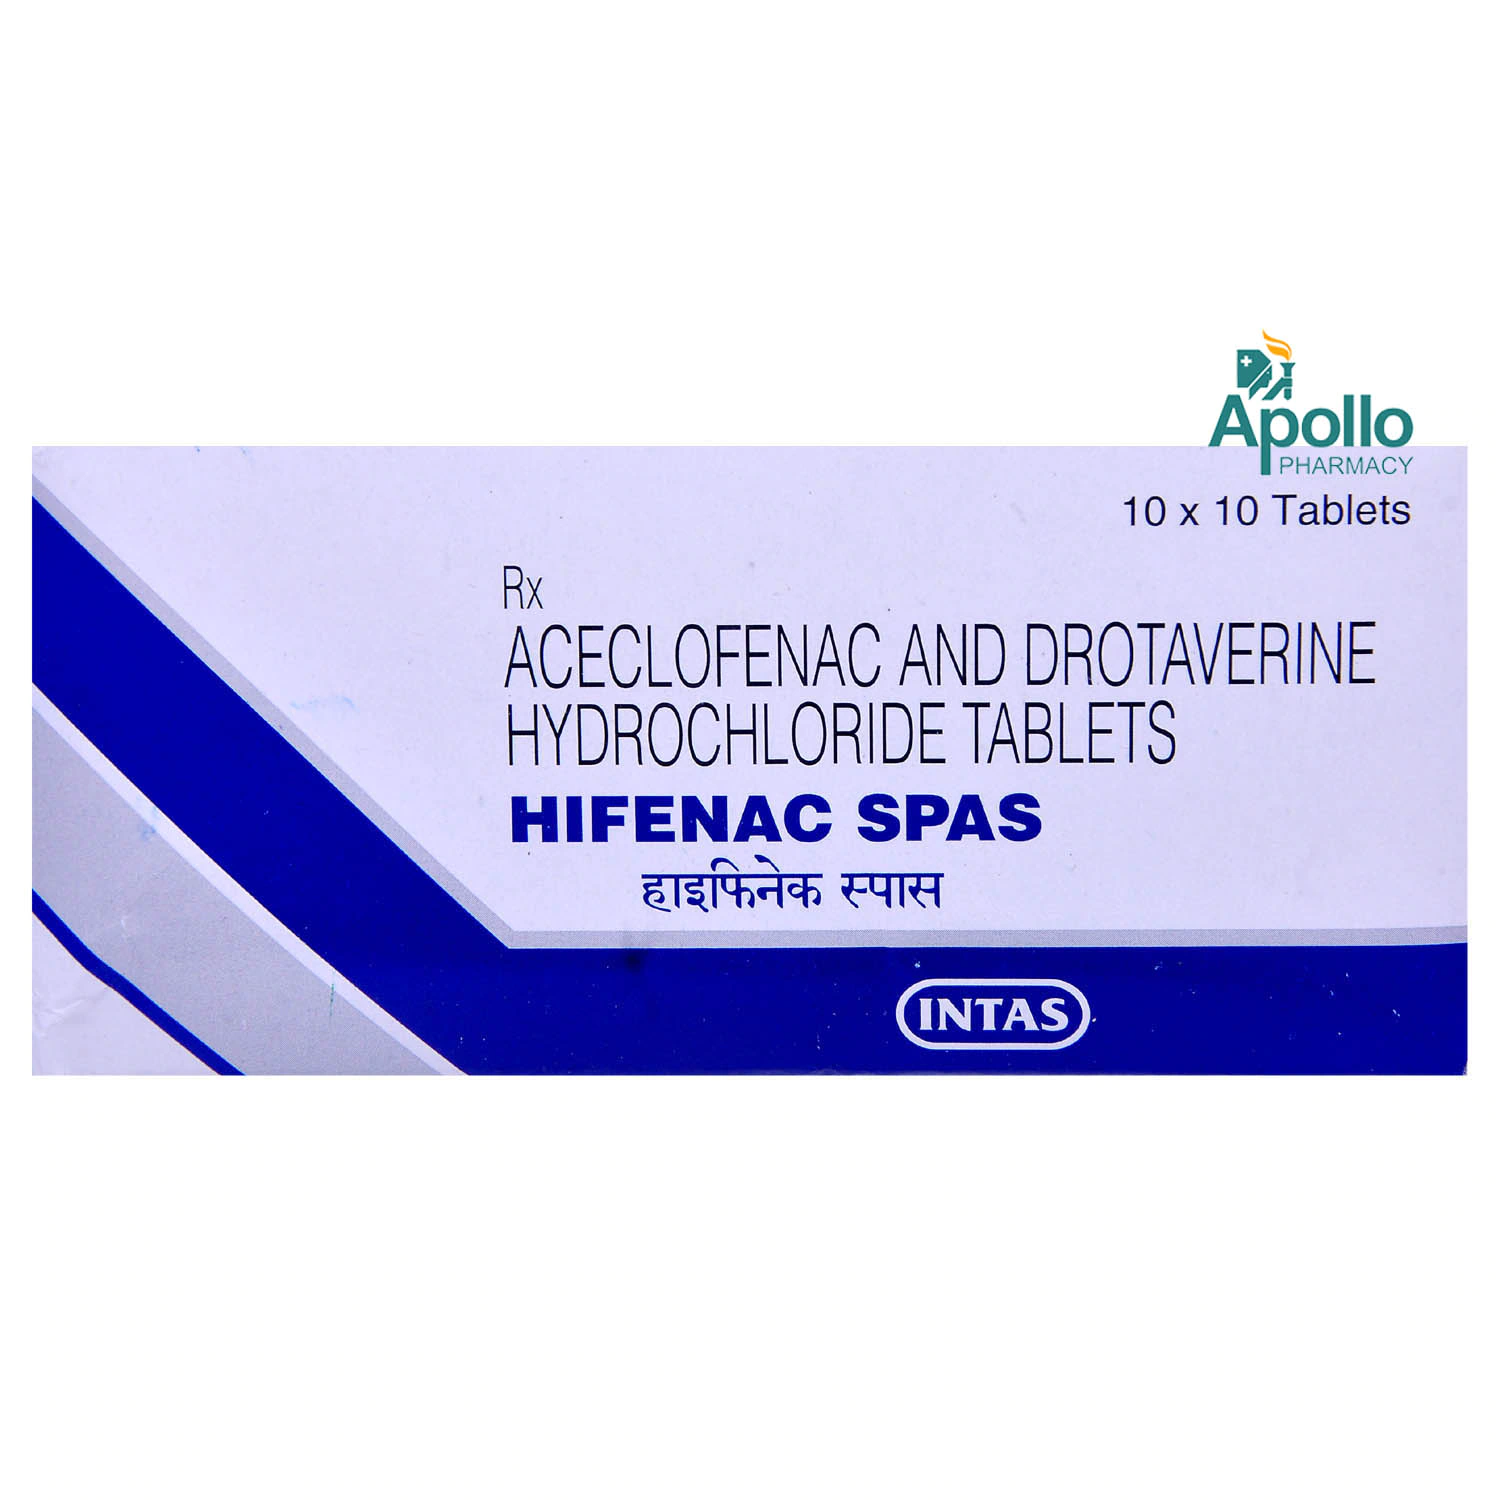 Apollo
PHARMACY
10 x 10 Tablets
Rx
ACECLOFENAC AND DROTAVERINE
HYDROCHLORIDE TABLETS
HIFENAC SPAS
हाइफिनेक स्पास
INTAS